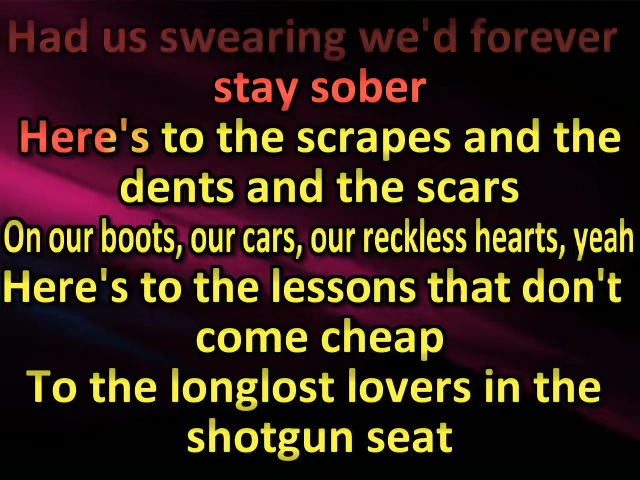 Had us swearing we'd forever
stay sober
Here's to the scrapes and the
dents and the scars
On our boots, our cars, our reckless hearts, yeah
Here's to the lessons that don't
come cheap
To the longlost lovers in the
shotgun seat